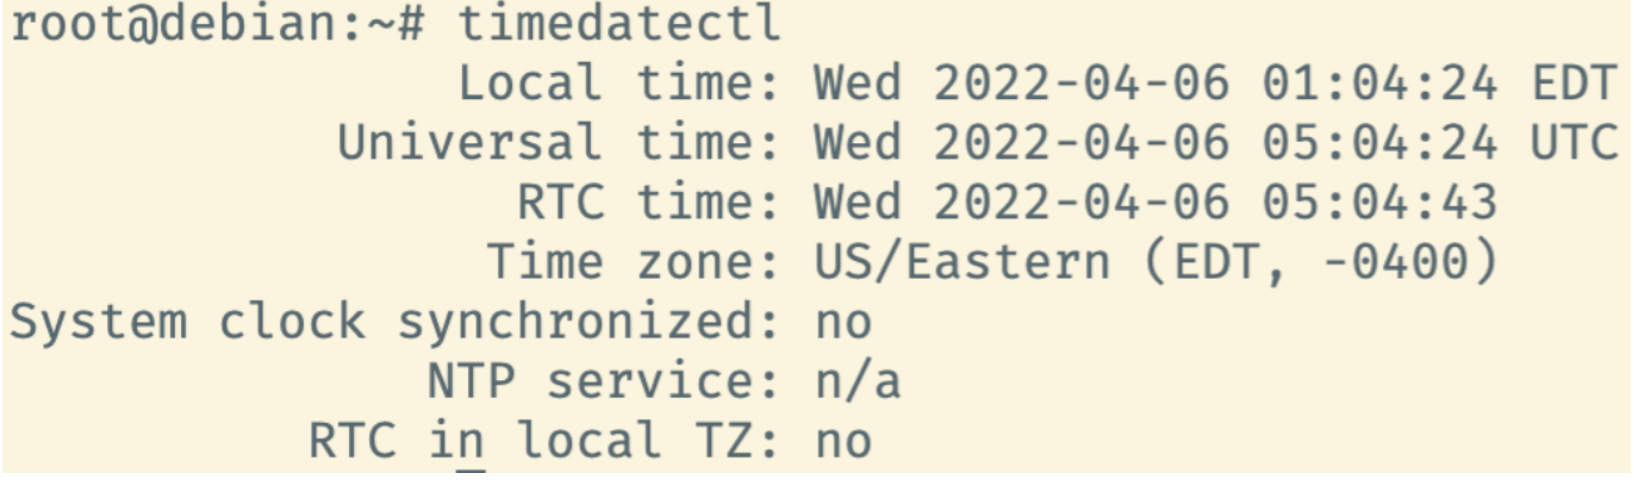 root@debian:~# timedatectl
Local time: Wed 2022-04-06 01:04:24 EDT
Universal time: Wed 2022-04-06 05:04:24 UTC
RTC time: Wed 2022-04-06 05:04:43
Time zone: US/Eastern (EDT, -0400)
System clock synchronized: no
NTP service: n/a
RTC in local TZ: no